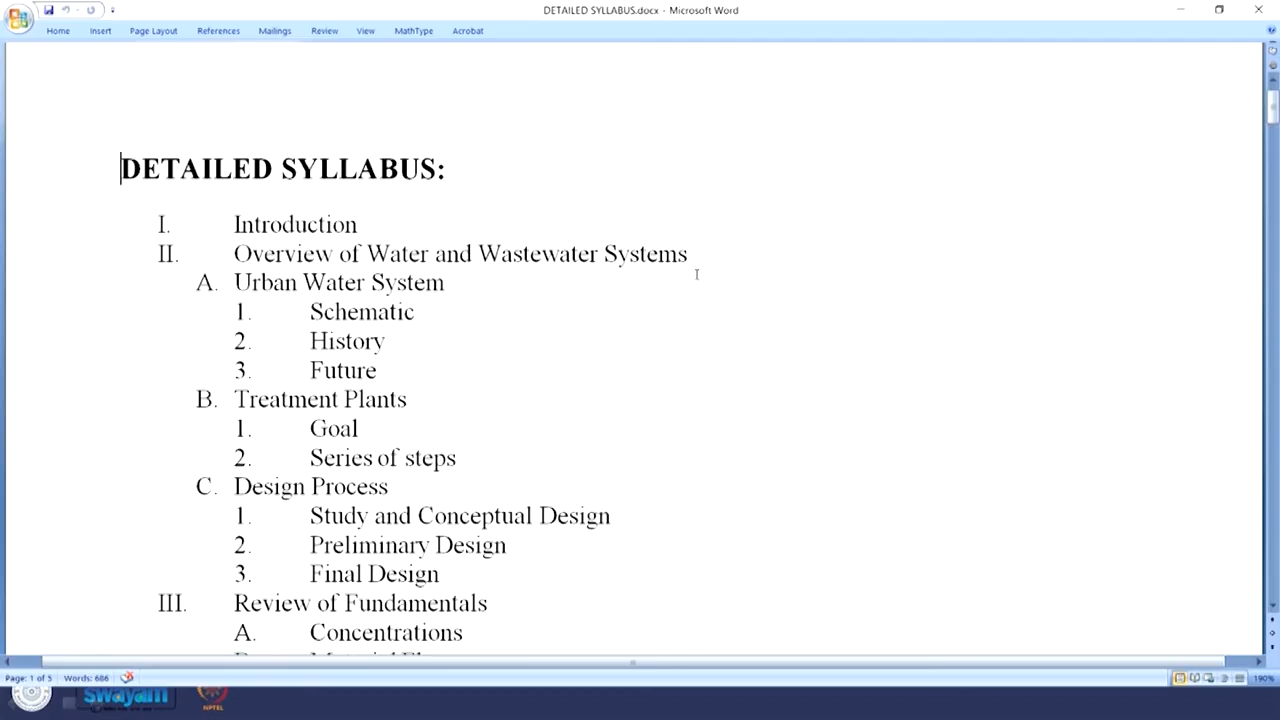 DETAILED SYLLABUS.docx - Microsoft Word
Home Insert Page Layout References Mailings Review View MathType Acrobat
DETAILED SYLLABUS:
I. Introduction
II. Overview of Water and Wastewater Systems
A. Urban Water System
1. Schematic
2. History
3. Future
B. Treatment Plants
1. Goal
2. Series of steps
C. Design Process
1. Study and Conceptual Design
2. Preliminary Design
3. Final Design
III. Review of Fundamentals
A. Concentrations
Page: 1 of 5 Words: 686 190%
swayam NPTEL